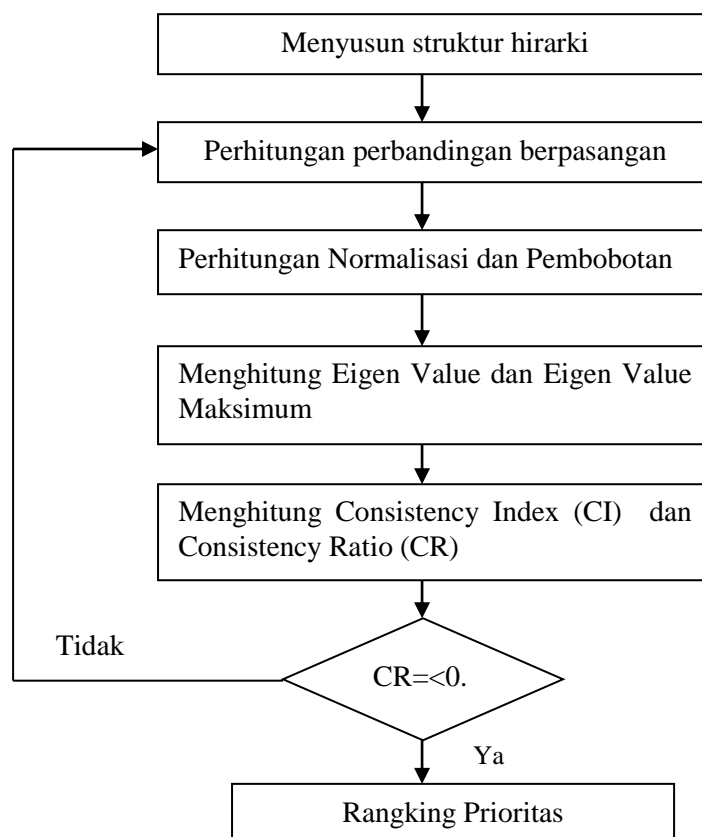 Menyusun struktur hirarki
Perhitungan perbandingan berpasangan
Perhitungan Normalisasi dan Pembobotan
Menghitung Eigen Value dan Eigen Value
Maksimum
Menghitung Consistency Index (CI) dan
Consistency Ratio (CR)
Tidak
CR=<0.
Ya
Rangking Prioritas